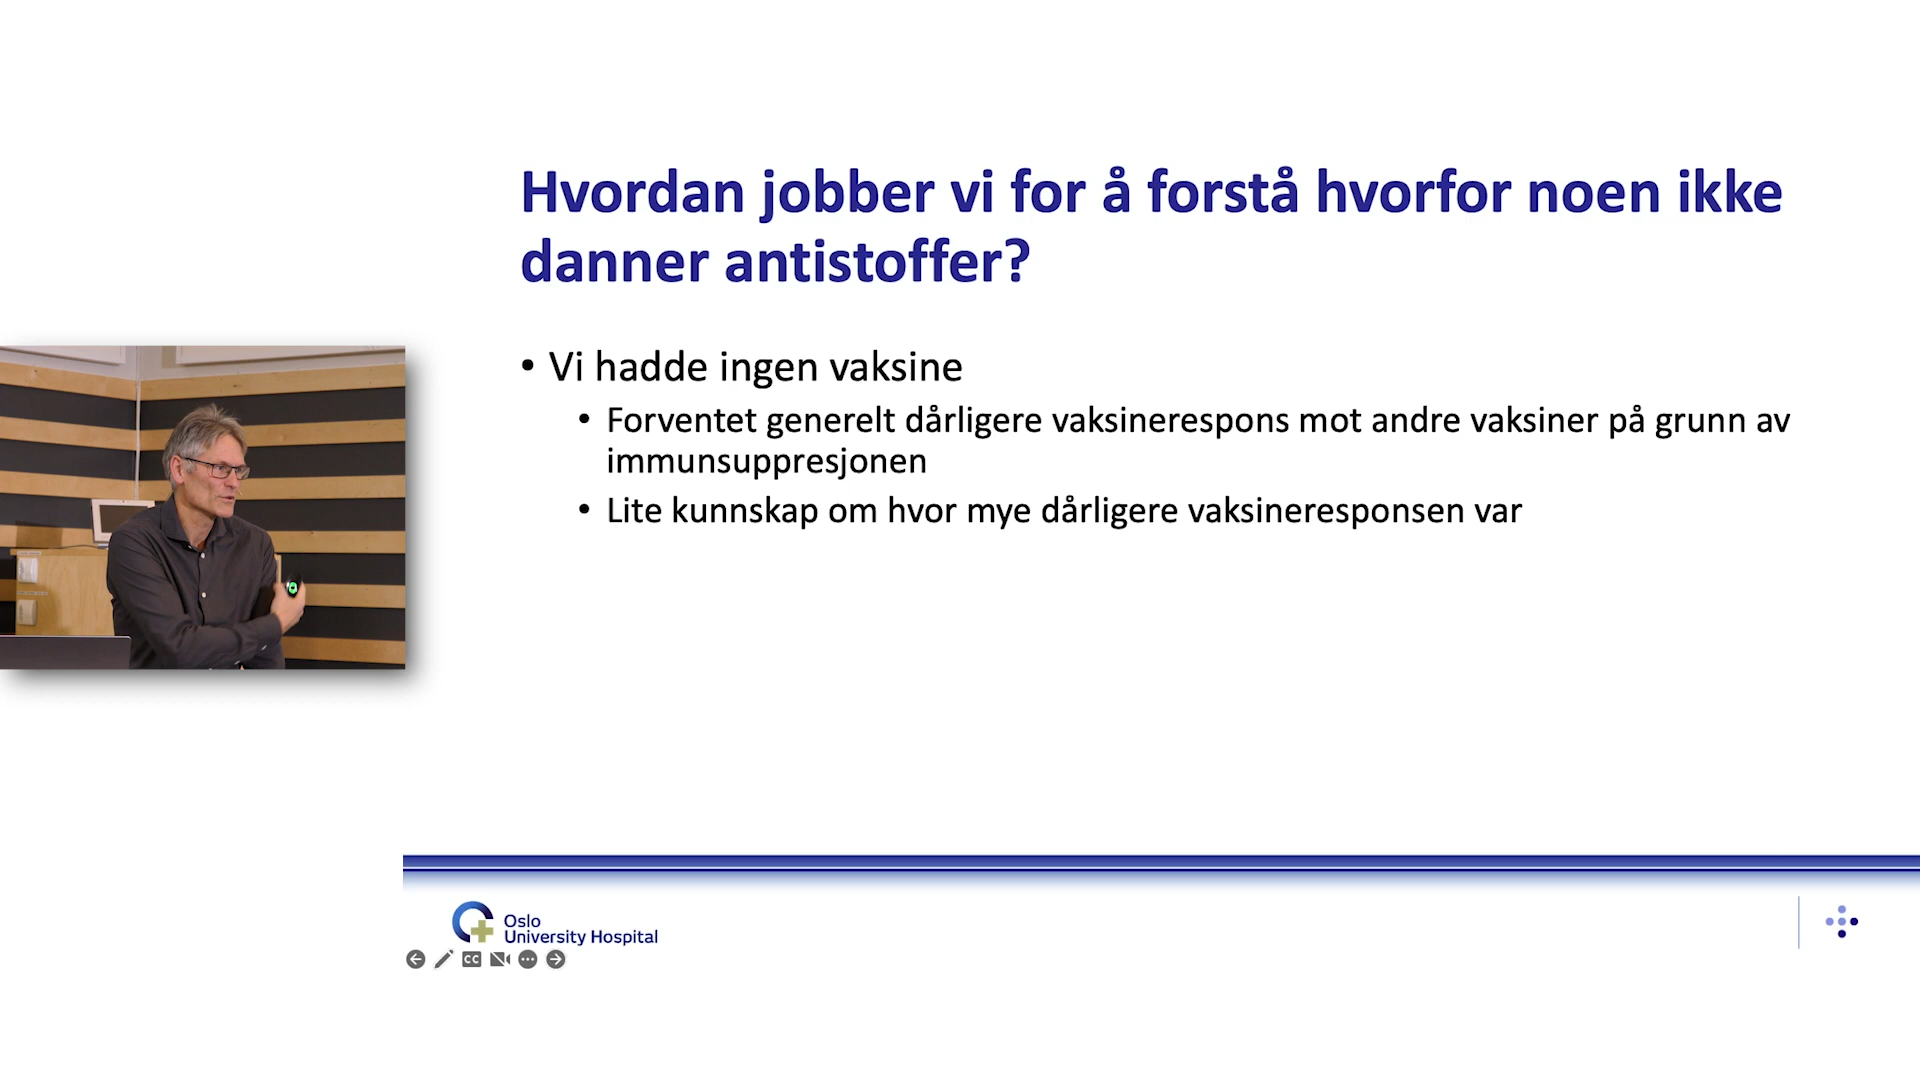 Hvordan jobber vi for å forstå hvorfor noen ikke
danner antistoffer?
• Vi hadde ingen vaksine
• Forventet generelt dårligere vaksinerespons mot andre vaksiner på grunn av
immunsuppresjonen
• Lite kunnskap om hvor mye dårligere vaksineresponsen var
Oslo
University Hospital
CC